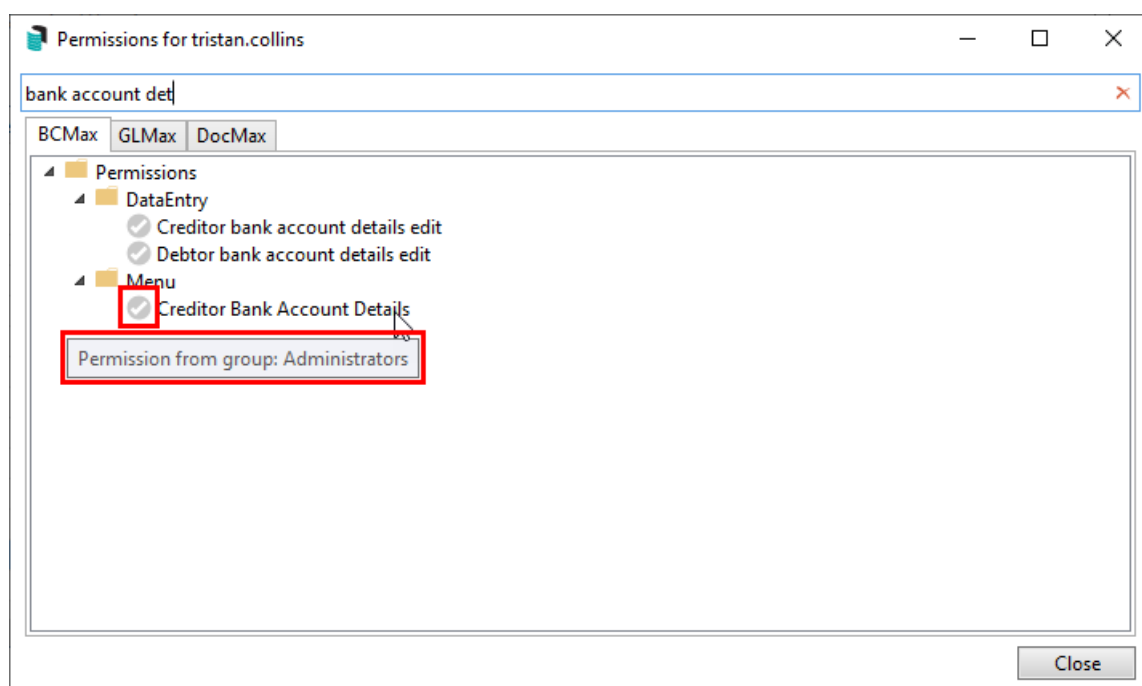 Permissions for tristan.collins
bank account det
BCMax GLMax DocMax
Permissions
DataEntry
Creditor bank account details edit
Debtor bank account details edit
Menu
Creditor Bank Account Details
Permission from group: Administrators
Close